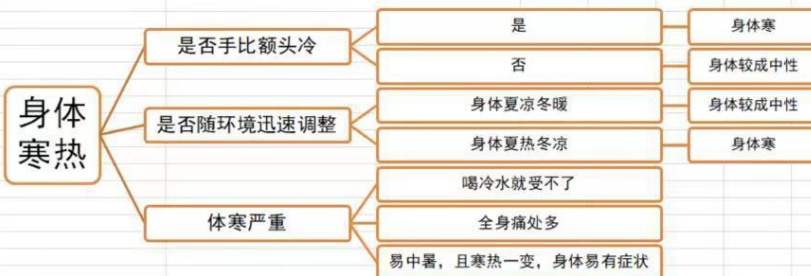 身体
寒热
是否手比额头冷
是
身体寒
否
身体较成中性
是否随环境迅速调整
身体夏凉冬暖
身体较成中性
身体夏热冬凉
身体寒
体寒严重
喝冷水就受不了
全身痛处多
易中暑，且寒热一变，身体易有症状